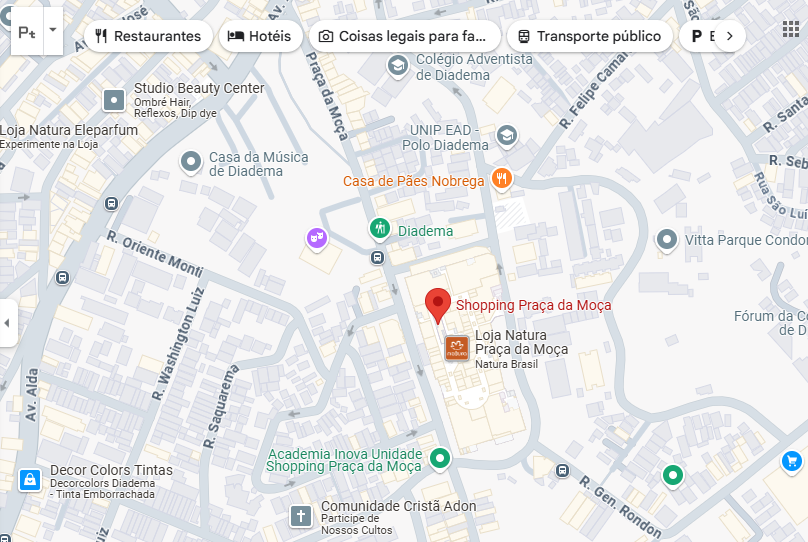 Restaurantes
Hotéis
Coisas legais para fa...
Transporte público
P
Colégio Adventista
de Diadema
Studio Beauty Center
Ombré Hair,
Reflexos, Dip dye
Praça da Moça
R. Felipe Camar
R. Santa
Loja Natura Eleparfum
Experimente na Loja
UNIP EAD -
Polo Diadema
Casa da Música
de Diadema
R. Seb
Casa de Pães Nobrega
Rua São Luí
Diadema
R. Oriente Monti
Vitta Parque Condor
Shopping Praça da Moça
Fórum da Co
de D
R. Washington Luiz
Loja Natura
Praça da Moça
Natura Brasil
natura
Av. Alda
R. Saquarema
Academia Inova Unidade
Shopping Praça da Moça
Decor Colors Tintas
Decorcolors Diadema
- Tinta Emborrachada
R. Gen. Rondon
Comunidade Cristã Adon
Participe de
Nossos Cultos